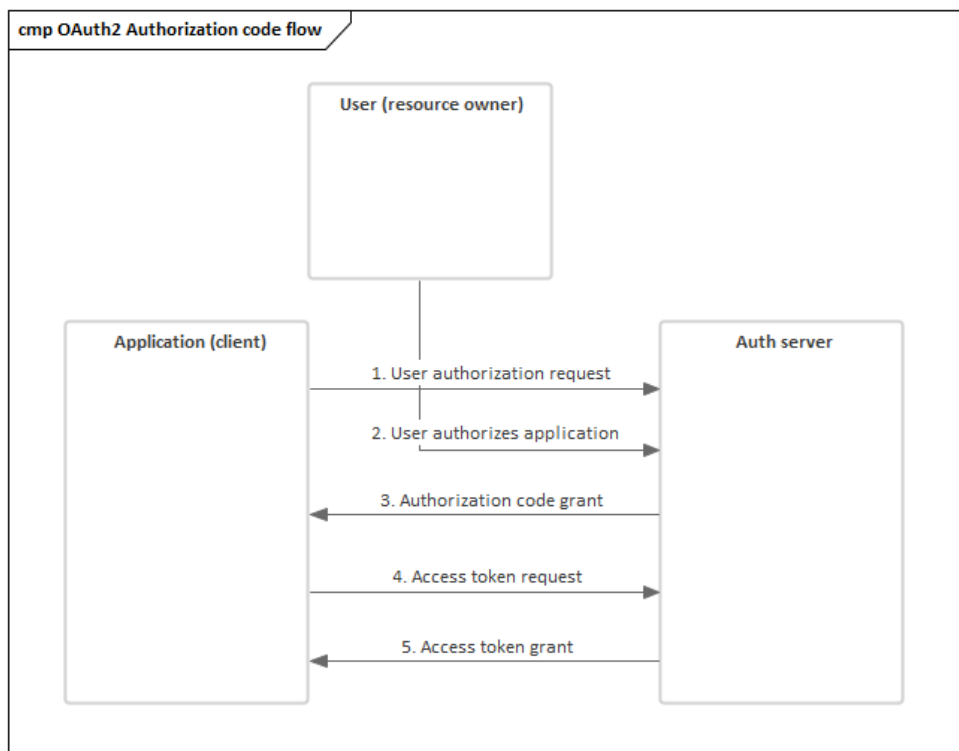 cmp OAuth2 Authorization code flow
User (resource owner)
Application (client)
Auth server
1. User authorization request
2. User authorizes application
3. Authorization code grant
4. Access token request
5. Access token grant